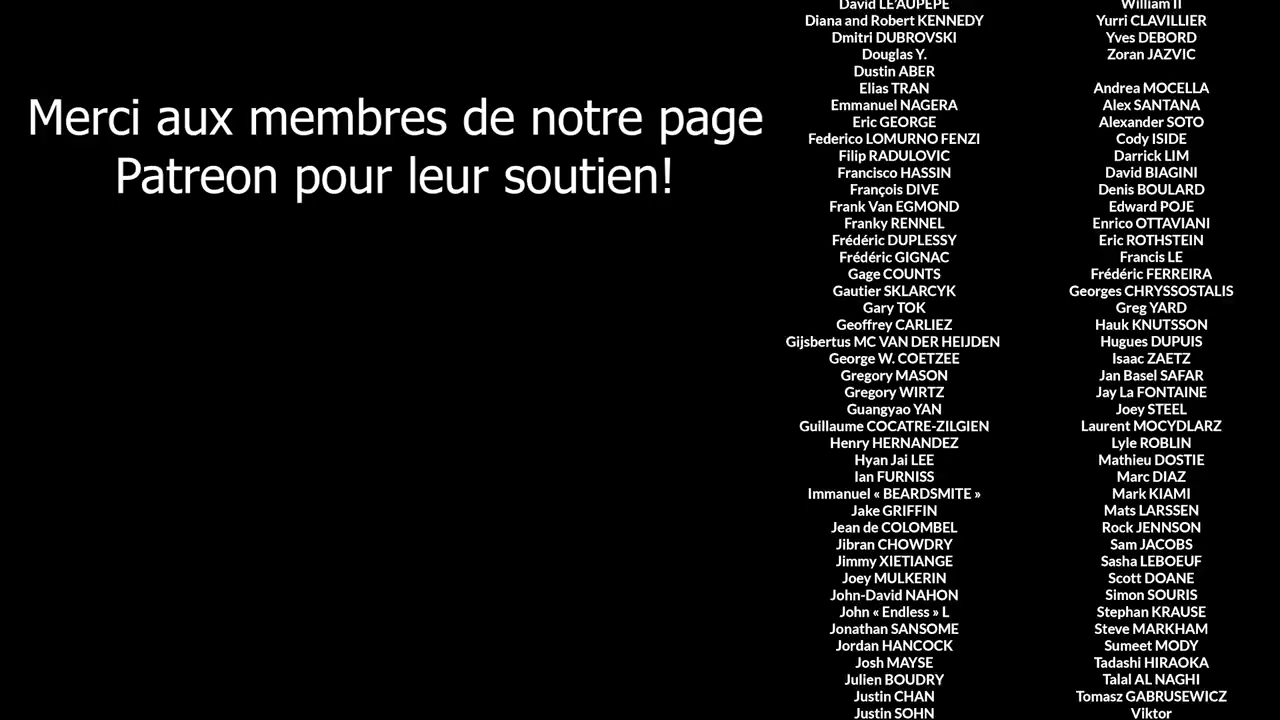 Merci aux membres de notre page
Patreon pour leur soutien!
David LE'AUPEPE
Diana and Robert KENNEDY
Dmitri DUBROVSKI
Douglas Y.
Dustin ABER
Elias TRAN
Emmanuel NAGERA
Eric GEORGE
Federico LOMURNO FENZI
Filip RADULOVIC
Francisco HASSIN
François DIVE
Frank Van EGMOND
Franky RENNEL
Frédéric DUPLESSY
Frédéric GIGNAC
Gage COUNTS
Gautier SKLARCYK
Gary TOK
Geoffrey CARLIEZ
Gijsbertus MC VAN DER HEIJDEN
George W. COETZEE
Gregory MASON
Gregory WIRTZ
Guangyao YAN
Guillaume COCATRE-ZILGIEN
Henry HERNANDEZ
Hyan Jai LEE
Ian FURNISS
Immanuel « BEARDSMITE »
Jake GRIFFIN
Jean de COLOMBEL
Jibran CHOWDRY
Jimmy XIETIANGE
Joey MULKERIN
John-David NAHON
John « Endless » L
Jonathan SANSOME
Jordan HANCOCK
Josh MAYSE
Julien BOUDRY
Justin CHAN
Justin SOHN
William II
Yurri CLAVILLIER
Yves DEBORD
Zoran JAZVIC
Andrea MOCELLA
Alex SANTANA
Alexander SOTO
Cody ISIDE
Darrick LIM
David BIAGINI
Denis BOULARD
Edward POJE
Enrico OTTAVIANI
Eric ROTHSTEIN
Francis LE
Frédéric FERREIRA
Georges CHRYSSOSTALIS
Greg YARD
Hauk KNUTSSON
Hugues DUPUIS
Isaac ZAETZ
Jan Basel SAFAR
Jay La FONTAINE
Joey STEEL
Laurent MOCYDLARZ
Lyle ROBLIN
Mathieu DOSTIE
Marc DIAZ
Mark KIAMI
Mats LARSSEN
Rock JENNSON
Sam JACOBS
Sasha LEBOEUF
Scott DOANE
Simon SOURIS
Stephan KRAUSE
Steve MARKHAM
Sumeet MODY
Tadashi HIRAOKA
Talal AL NAGHI
Tomasz GABRUSEWICZ
Viktor